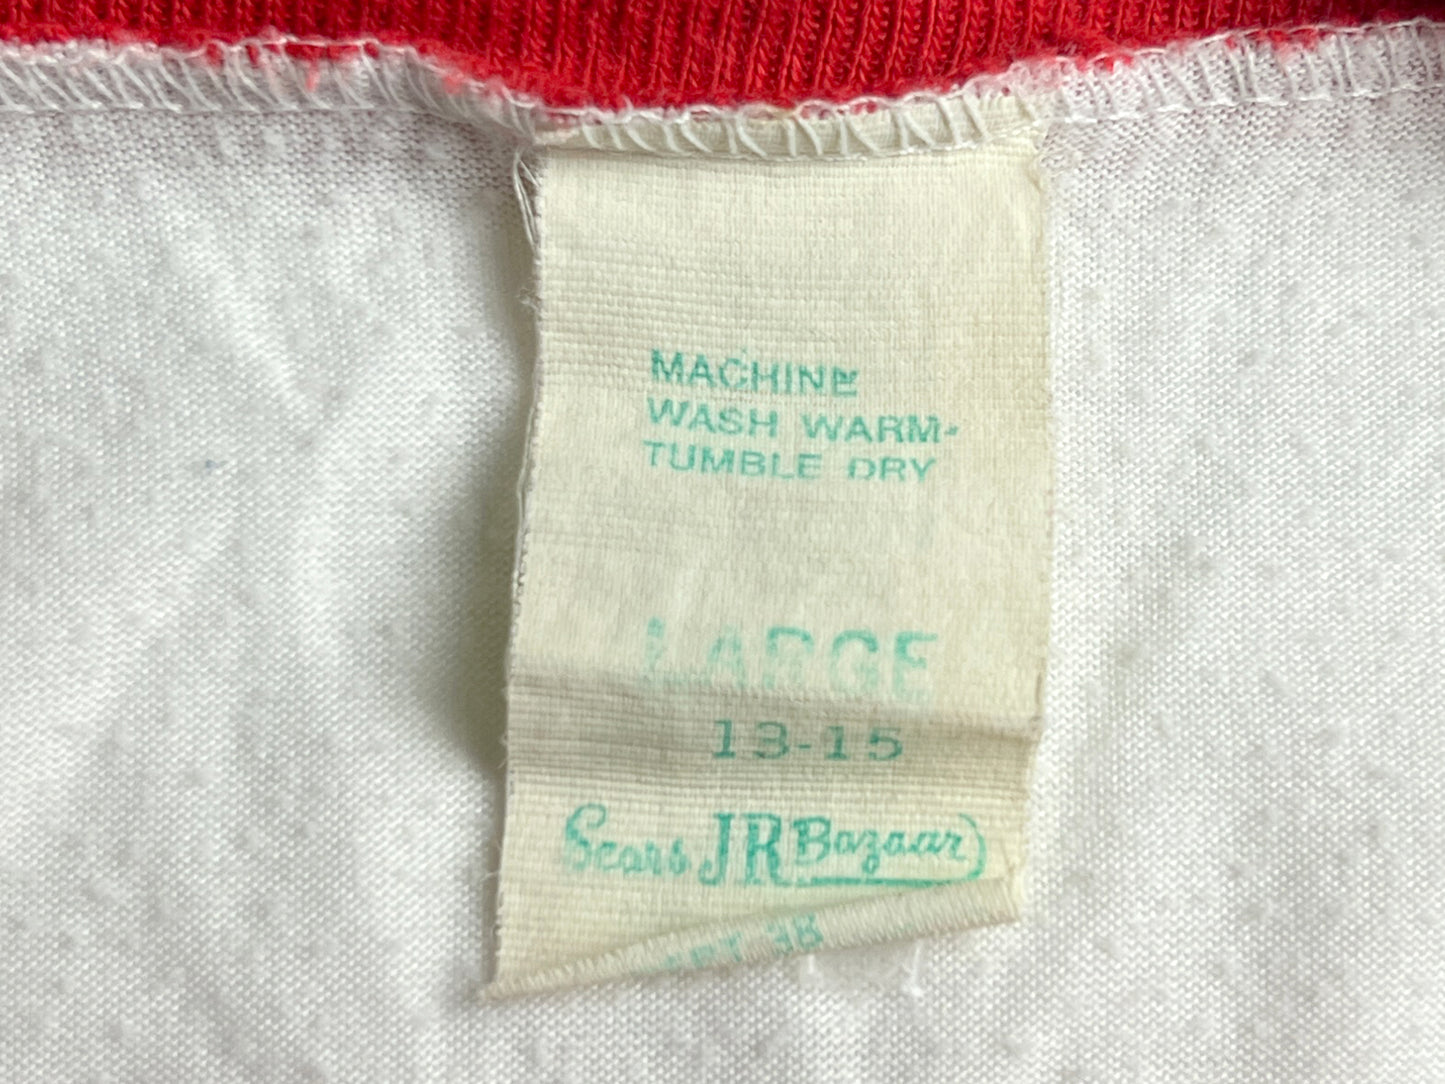 MACHINE
WASH WARM-
TUMBLE DRY
LARGE
13-15
Sears JR Bazaar